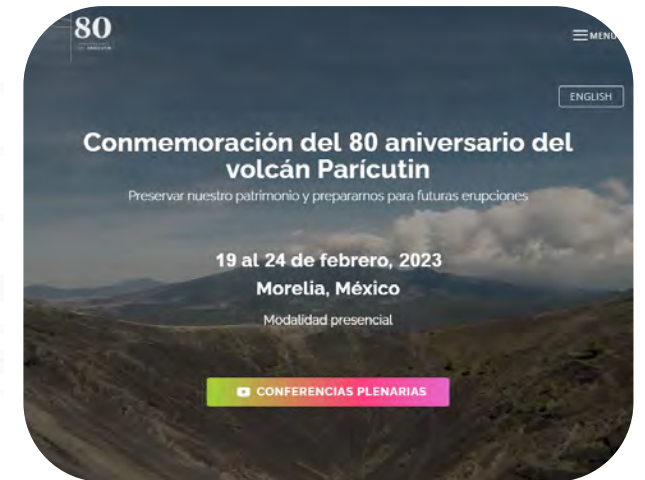 80
MENU
ENGLISH
Conmemoración del 80 aniversario del
volcán Parícutin
Preservar nuestro patrimonio y prepararnos para futuras erupciones
19 al 24 de febrero, 2023
Morelia, México
Modalidad presencial
CONFERENCIAS PLENARIAS